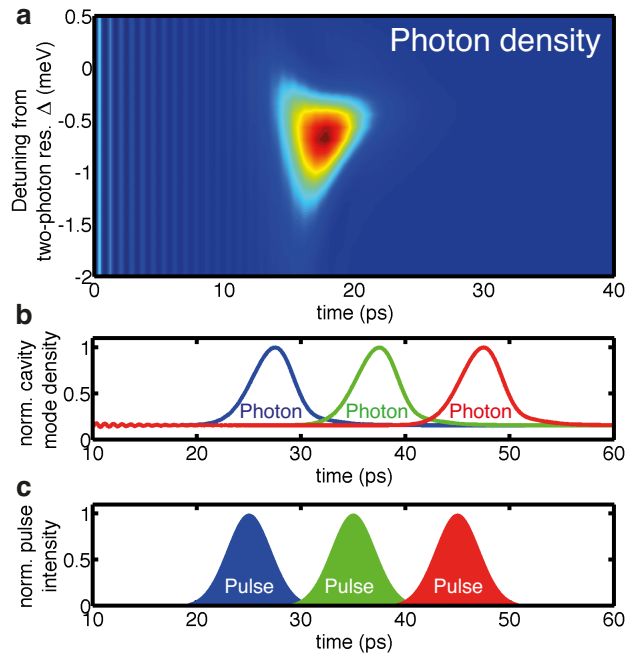 a
Photon density
Detuning from
two-photon res. Δ (meV)
0.5
0
-0.5
-1
-1.5
-2
0
10
20
30
40
time (ps)
b
norm. cavity
mode density
1
0.5
0
Photon
Photon
Photon
10
20
30
40
50
60
time (ps)
c
norm. pulse
intensity
1
0.5
0
Pulse
Pulse
Pulse
10
20
30
40
50
60
time (ps)